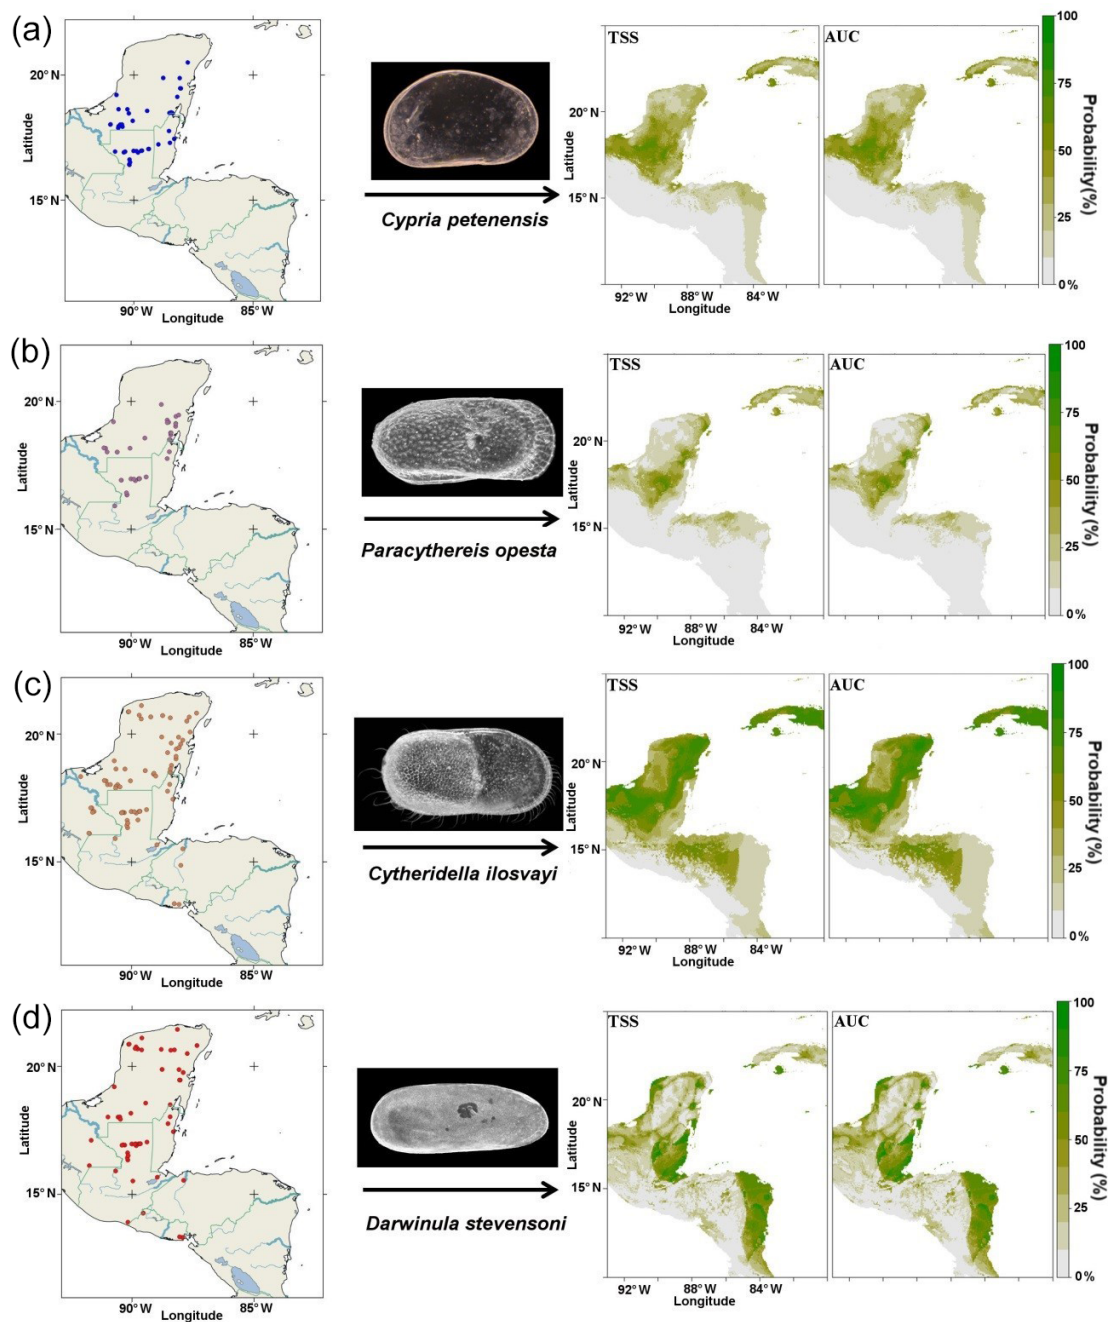 (a)
20° N
15° N
Latitude
90° W
85° W
Longitude
Cypria petenensis
TSS
AUC
Latitude
20° N
15° N
92° W
88° W
84° W
Longitude
100
75
50
25
0 %
Probability(%)
(b)
20° N
15° N
Latitude
90° W
85° W
Longitude
Paracythereis opesta
TSS
AUC
Latitude
20° N
15° N
92° W
88° W
84° W
Longitude
100
75
50
25
0 %
Probability (%)
(c)
20° N
15° N
Latitude
90° W
85° W
Longitude
Cytheridella ilosvayi
TSS
AUC
Latitude
20° N
15° N
92° W
88° W
84° W
Longitude
100
75
50
25
0 %
Probability (%)
(d)
20° N
15° N
Latitude
90° W
85° W
Longitude
Darwinula stevensoni
TSS
AUC
Latitude
20° N
15° N
92° W
88° W
84° W
Longitude
100
75
50
25
0 %
Probability (%)